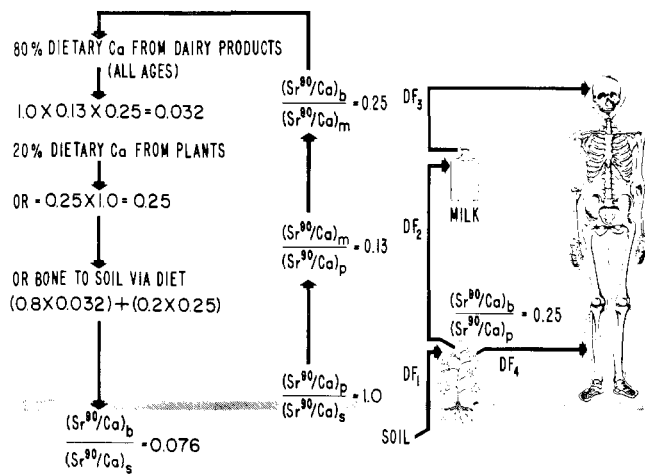 80% DIETARY Ca FROM DAIRY PRODUCTS
(ALL AGES)
1.0 X 0.13 X 0.25 = 0.032
20% DIETARY Ca FROM PLANTS
OR = 0.25 X 1.0 = 0.25
OR BONE TO SOIL VIA DIET
(0.8 X 0.032) + (0.2 X 0.25)
(Sr⁹⁰/Ca)b
(Sr⁹⁰/Ca)s
= 0.076
(Sr⁹⁰/Ca)b
(Sr⁹⁰/Ca)m
= 0.25
(Sr⁹⁰/Ca)m
(Sr⁹⁰/Ca)p
= 0.13
(Sr⁹⁰/Ca)p
(Sr⁹⁰/Ca)s
= 1.0
DF₃
DF₂
MILK
(Sr⁹⁰/Ca)b
(Sr⁹⁰/Ca)p
= 0.25
DF₁
DF₄
SOIL